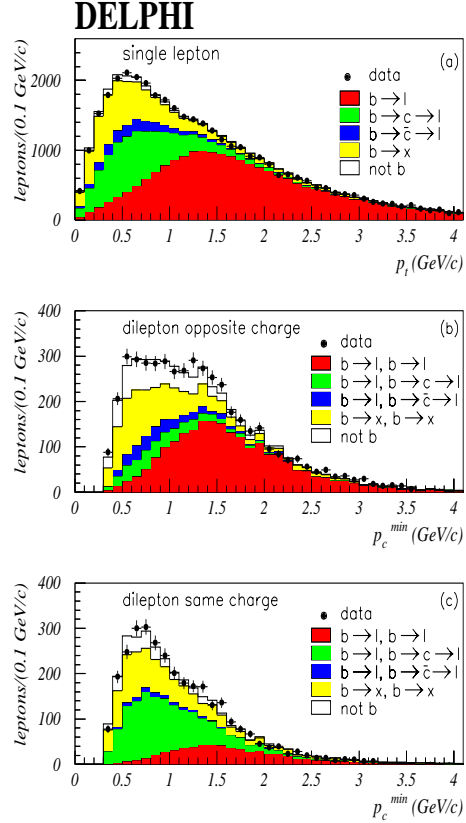 DELPHI
single lepton
(a)
data
b→l
b→c→l
b→c̄→l
b→x
not b
leptons/(0.1 GeV/c)
2000
1000
0
0 0.5 1 1.5 2 2.5 3 3.5 4
p_t (GeV/c)
dilepton opposite charge
(b)
data
b→l, b→l
b→l, b→c→l
b→l, b→c̄→l
b→x, b→x
not b
leptons/(0.1 GeV/c)
400
300
200
100
0
0 0.5 1 1.5 2 2.5 3 3.5 4
p_c^min (GeV/c)
dilepton same charge
(c)
data
b→l, b→l
b→l, b→c→l
b→l, b→c̄→l
b→x, b→x
not b
leptons/(0.1 GeV/c)
400
300
200
100
0
0 0.5 1 1.5 2 2.5 3 3.5 4
p_c^min (GeV/c)